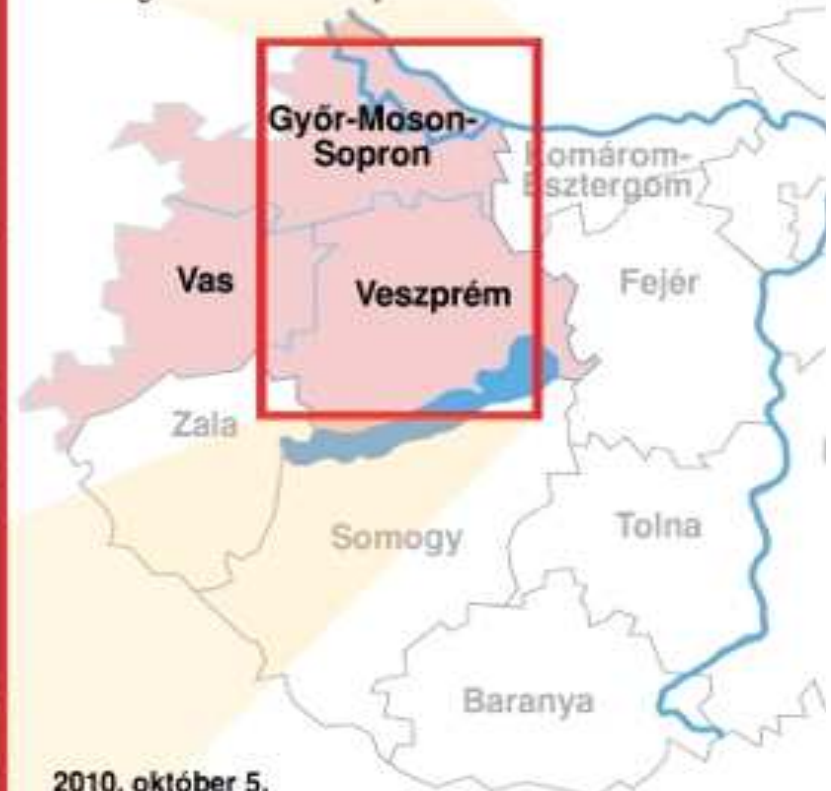 Győr-Moson-
Sopron
Komárom-
Esztergom
Vas
Veszprém
Fejér
Zala
Somogy
Tolna
Baranya
2010. október 5.